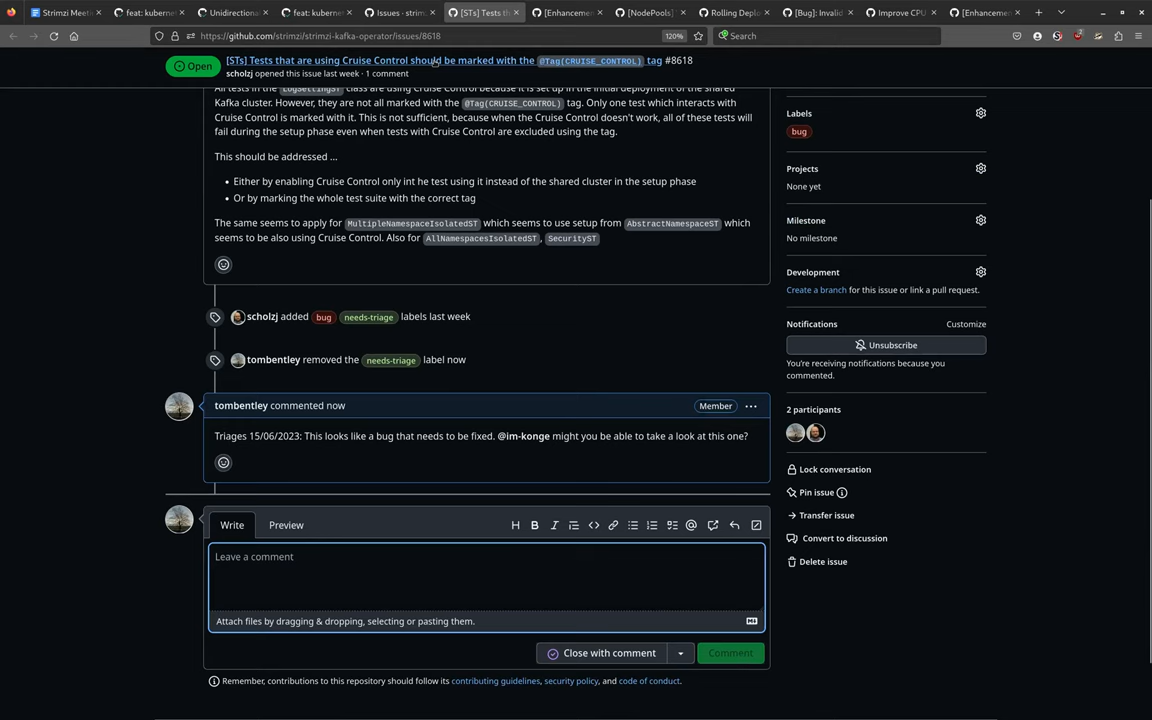 Strimzi Meeti
feat: kubernet
Unidirectiona
feat: kubernet
Issues · strimz
[STs] Tests th
[Enhancemen
[NodePools]
Rolling Deplo
[Bug]: Invalid
Improve CPU
[Enhancemen
https://github.com/strimzi/strimzi-kafka-operator/issues/8618
120%
Search
Open
[STs] Tests that are using Cruise Control should be marked with the @Tag(CRUISE_CONTROL) tag #8618
scholzj opened this issue last week · 1 comment
All tests in the LogSettingST class are using Cruise Control because it is set up in the initial deployment of the shared
Kafka cluster. However, they are not all marked with the @Tag(CRUISE_CONTROL) tag. Only one test which interacts with
Cruise Control is marked with it. This is not sufficient, because when the Cruise Control doesn't work, all of these tests will
fail during the setup phase even when tests with Cruise Control are excluded using the tag.
This should be addressed ...
• Either by enabling Cruise Control only int he test using it instead of the shared cluster in the setup phase
• Or by marking the whole test suite with the correct tag
The same seems to apply for MultipleNamespaceIsolatedST which seems to use setup from AbstractNamespaceST which
seems to be also using Cruise Control. Also for AllNamespacesIsolatedST, SecurityST
scholzj added bug needs-triage labels last week
tombentley removed the needs-triage label now
tombentley commented now
Member
Triages 15/06/2023: This looks like a bug that needs to be fixed. @im-konge might you be able to take a look at this one?
Write
Preview
Leave a comment
Attach files by dragging & dropping, selecting or pasting them.
Close with comment
Comment
Remember, contributions to this repository should follow its contributing guidelines, security policy, and code of conduct.
Labels
bug
Projects
None yet
Milestone
No milestone
Development
Create a branch for this issue or link a pull request.
Notifications
Customize
Unsubscribe
You're receiving notifications because you
commented.
2 participants
Lock conversation
Pin issue
Transfer issue
Convert to discussion
Delete issue